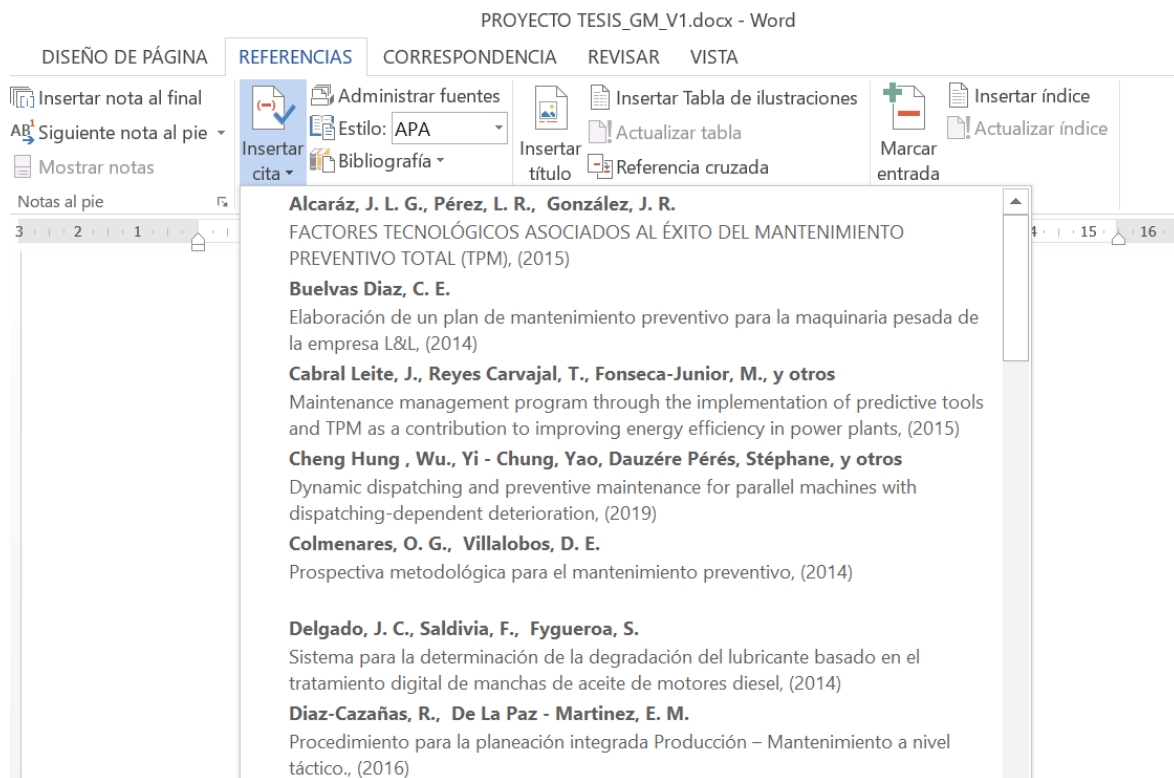 PROYECTO TESIS_GM_V1.docx - Word
DISEÑO DE PÁGINA REFERENCIAS CORRESPONDENCIA REVISAR VISTA
Insertar nota al final
AB1 Siguiente nota al pie
Mostrar notas
Notas al pie
Insertar
cita
Administrar fuentes
Estilo: APA
Bibliografía
Insertar
título
Insertar Tabla de ilustraciones
Actualizar tabla
Referencia cruzada
Marcar
entrada
Insertar índice
Actualizar índice
3 2 1 4 15 16
Alcaráz, J. L. G., Pérez, L. R., González, J. R.
FACTORES TECNOLÓGICOS ASOCIADOS AL ÉXITO DEL MANTENIMIENTO
PREVENTIVO TOTAL (TPM), (2015)
Buelvas Diaz, C. E.
Elaboración de un plan de mantenimiento preventivo para la maquinaria pesada de
la empresa L&L, (2014)
Cabral Leite, J., Reyes Carvajal, T., Fonseca-Junior, M., y otros
Maintenance management program through the implementation of predictive tools
and TPM as a contribution to improving energy efficiency in power plants, (2015)
Cheng Hung , Wu., Yi - Chung, Yao, Dauzére Pérés, Stéphane, y otros
Dynamic dispatching and preventive maintenance for parallel machines with
dispatching-dependent deterioration, (2019)
Colmenares, O. G., Villalobos, D. E.
Prospectiva metodológica para el mantenimiento preventivo, (2014)
Delgado, J. C., Saldivia, F., Fygueroa, S.
Sistema para la determinación de la degradación del lubricante basado en el
tratamiento digital de manchas de aceite de motores diesel, (2014)
Diaz-Cazañas, R., De La Paz - Martinez, E. M.
Procedimiento para la planeación integrada Producción – Mantenimiento a nivel
táctico., (2016)